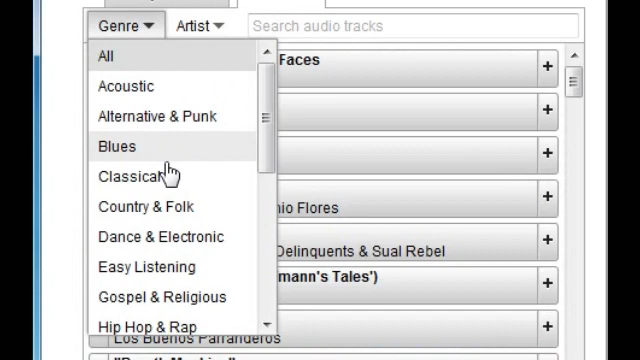 Genre Artist Search audio tracks
All
Faces
Acoustic
Alternative & Punk
Blues
Classical
Country & Folk
Flores
Dance & Electronic
Delinquents & Sual Rebel
Easy Listening
mann's Tales')
Gospel & Religious
Hip Hop & Rap
Los Buenos Parranderos